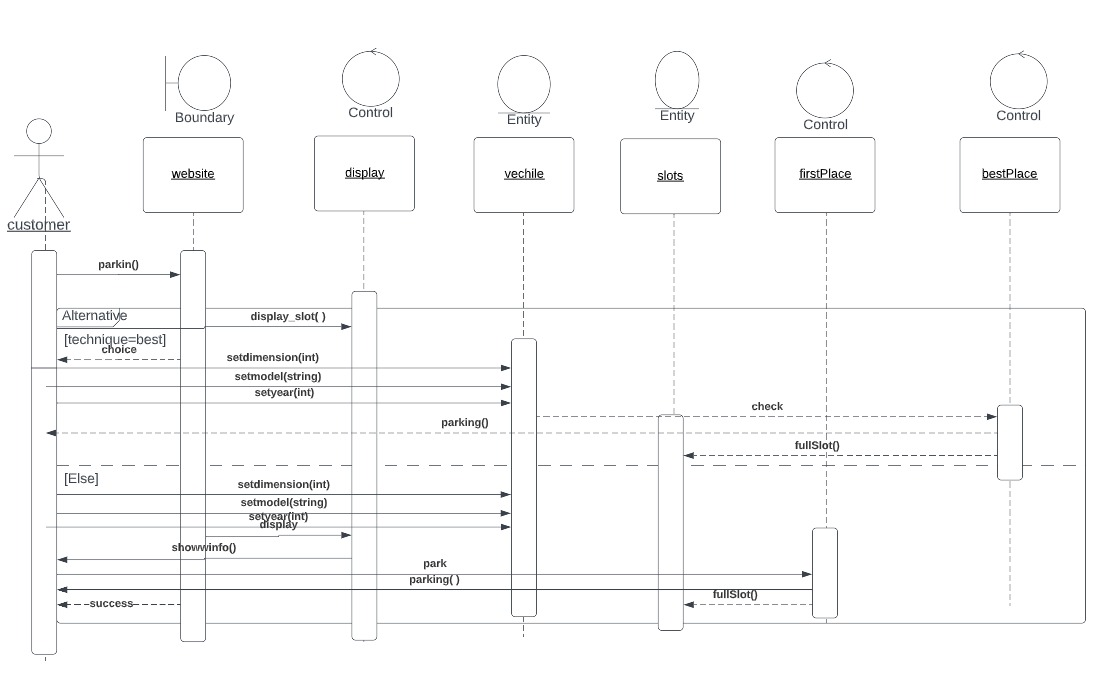 Boundary
Control
Entity
Entity
Control
Control
website
display
vechile
slots
firstPlace
bestPlace
customer
parkin()
Alternative
display_slot( )
[technique=best]
choice
setdimension(int)
setmodel(string)
setyear(int)
check
parking()
fullSlot()
[Else]
setdimension(int)
setmodel(string)
setyear(int)
display
showwinfo()
park
parking( )
fullSlot()
success